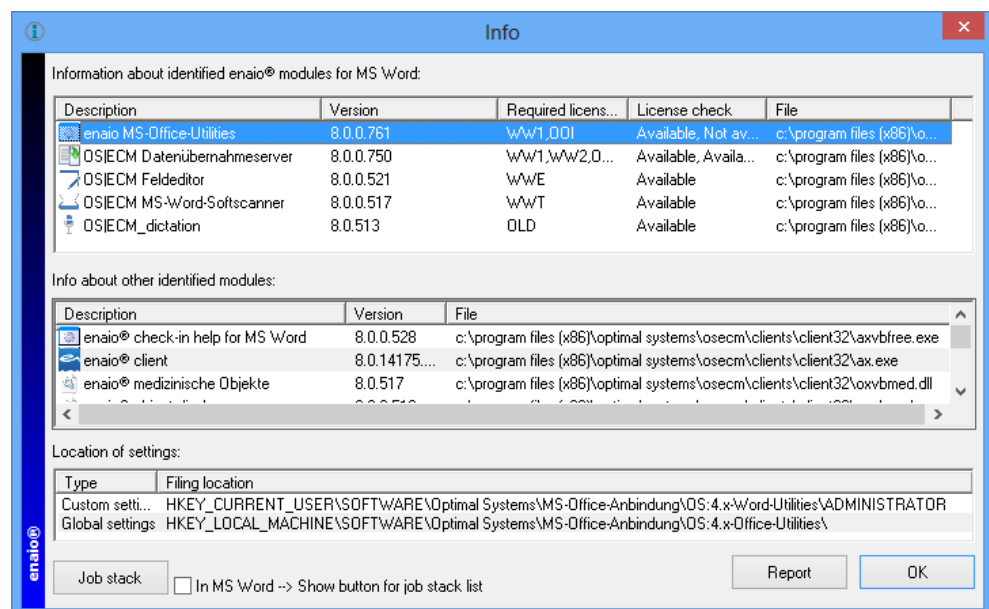 Info
Information about identified enaio® modules for MS Word:
Description Version Required licens... License check File
enaio MS-Office-Utilities 8.0.0.761 WW1,OOI Available, Not av... c:\program files (x86)\o...
OS|ECM Datenübernahmeserver 8.0.0.750 WW1,WW2,O... Available, Availa... c:\program files (x86)\o...
OS|ECM Feldeditor 8.0.0.521 WWE Available c:\program files (x86)\o...
OS|ECM MS-Word-Softscanner 8.0.0.517 WWT Available c:\program files (x86)\o...
OS|ECM_dictation 8.0.513 OLD Available c:\program files (x86)\o...
Info about other identified modules:
Description Version File
enaio® check-in help for MS Word 8.0.0.528 c:\program files (x86)\optimal systems\osecm\clients\client32\axvbfree.exe
enaio® client 8.0.14175.... c:\program files (x86)\optimal systems\osecm\clients\client32\ax.exe
enaio® medizinische Objekte 8.0.517 c:\program files (x86)\optimal systems\osecm\clients\client32\oxvbmed.dll
Location of settings:
Type Filing location
Custom setti... HKEY_CURRENT_USER\SOFTWARE\Optimal Systems\MS-Office-Anbindung\OS:4.x-Word-Utilities\ADMINISTRATOR
Global settings HKEY_LOCAL_MACHINE\SOFTWARE\Optimal Systems\MS-Office-Anbindung\OS:4.x-Office-Utilities\
enaio®
Job stack In MS Word --> Show button for job stack list Report OK